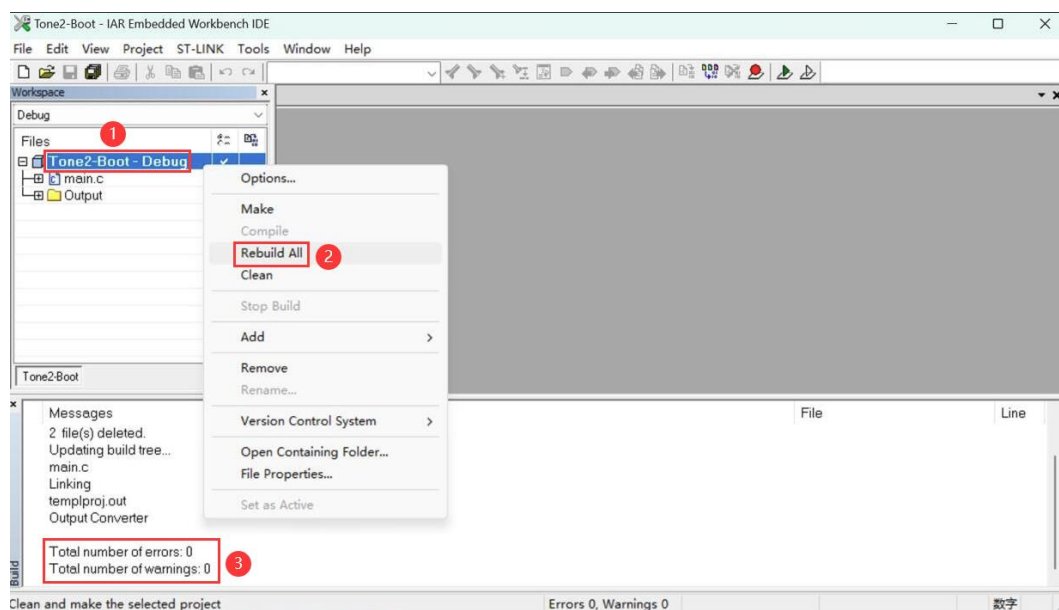 Tone2-Boot - IAR Embedded Workbench IDE
File Edit View Project ST-LINK Tools Window Help
Workspace
Debug
1
Files
Tone2-Boot - Debug
main.c
Output
Options...
Make
Compile
Rebuild All
2
Clean
Stop Build
Add
Remove
Rename...
Version Control System
Open Containing Folder...
File Properties...
Set as Active
Tone2-Boot
Messages File Line
2 file(s) deleted.
Updating build tree...
main.c
Linking
templproj.out
Output Converter
Total number of errors: 0
Total number of warnings: 0
3
Build
Clean and make the selected project Errors 0, Warnings 0 数字